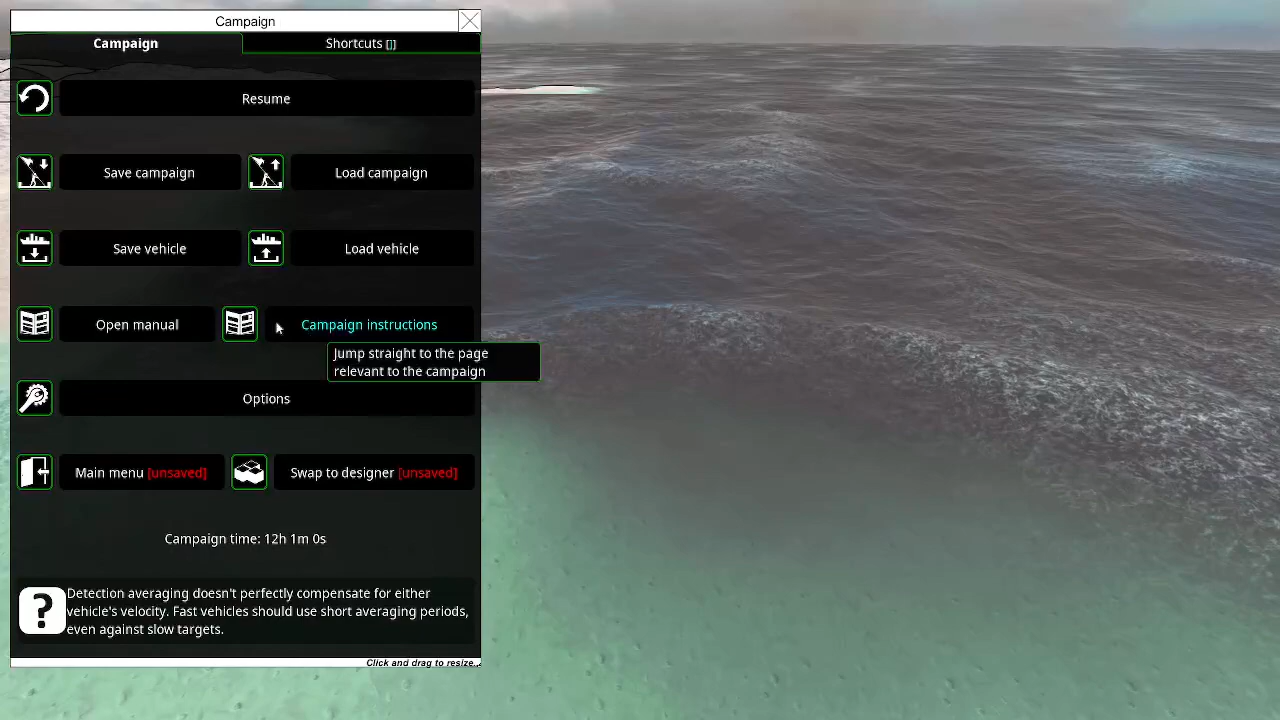 Campaign
Campaign
Shortcuts []]
Resume
Save campaign
Load campaign
Save vehicle
Load vehicle
Open manual
Campaign instructions
Jump straight to the page
relevant to the campaign
Options
Main menu [unsaved]
Swap to designer [unsaved]
Campaign time: 12h 1m 0s
? Detection averaging doesn't perfectly compensate for either
vehicle's velocity. Fast vehicles should use short averaging periods,
even against slow targets.
Click and drag to resize..